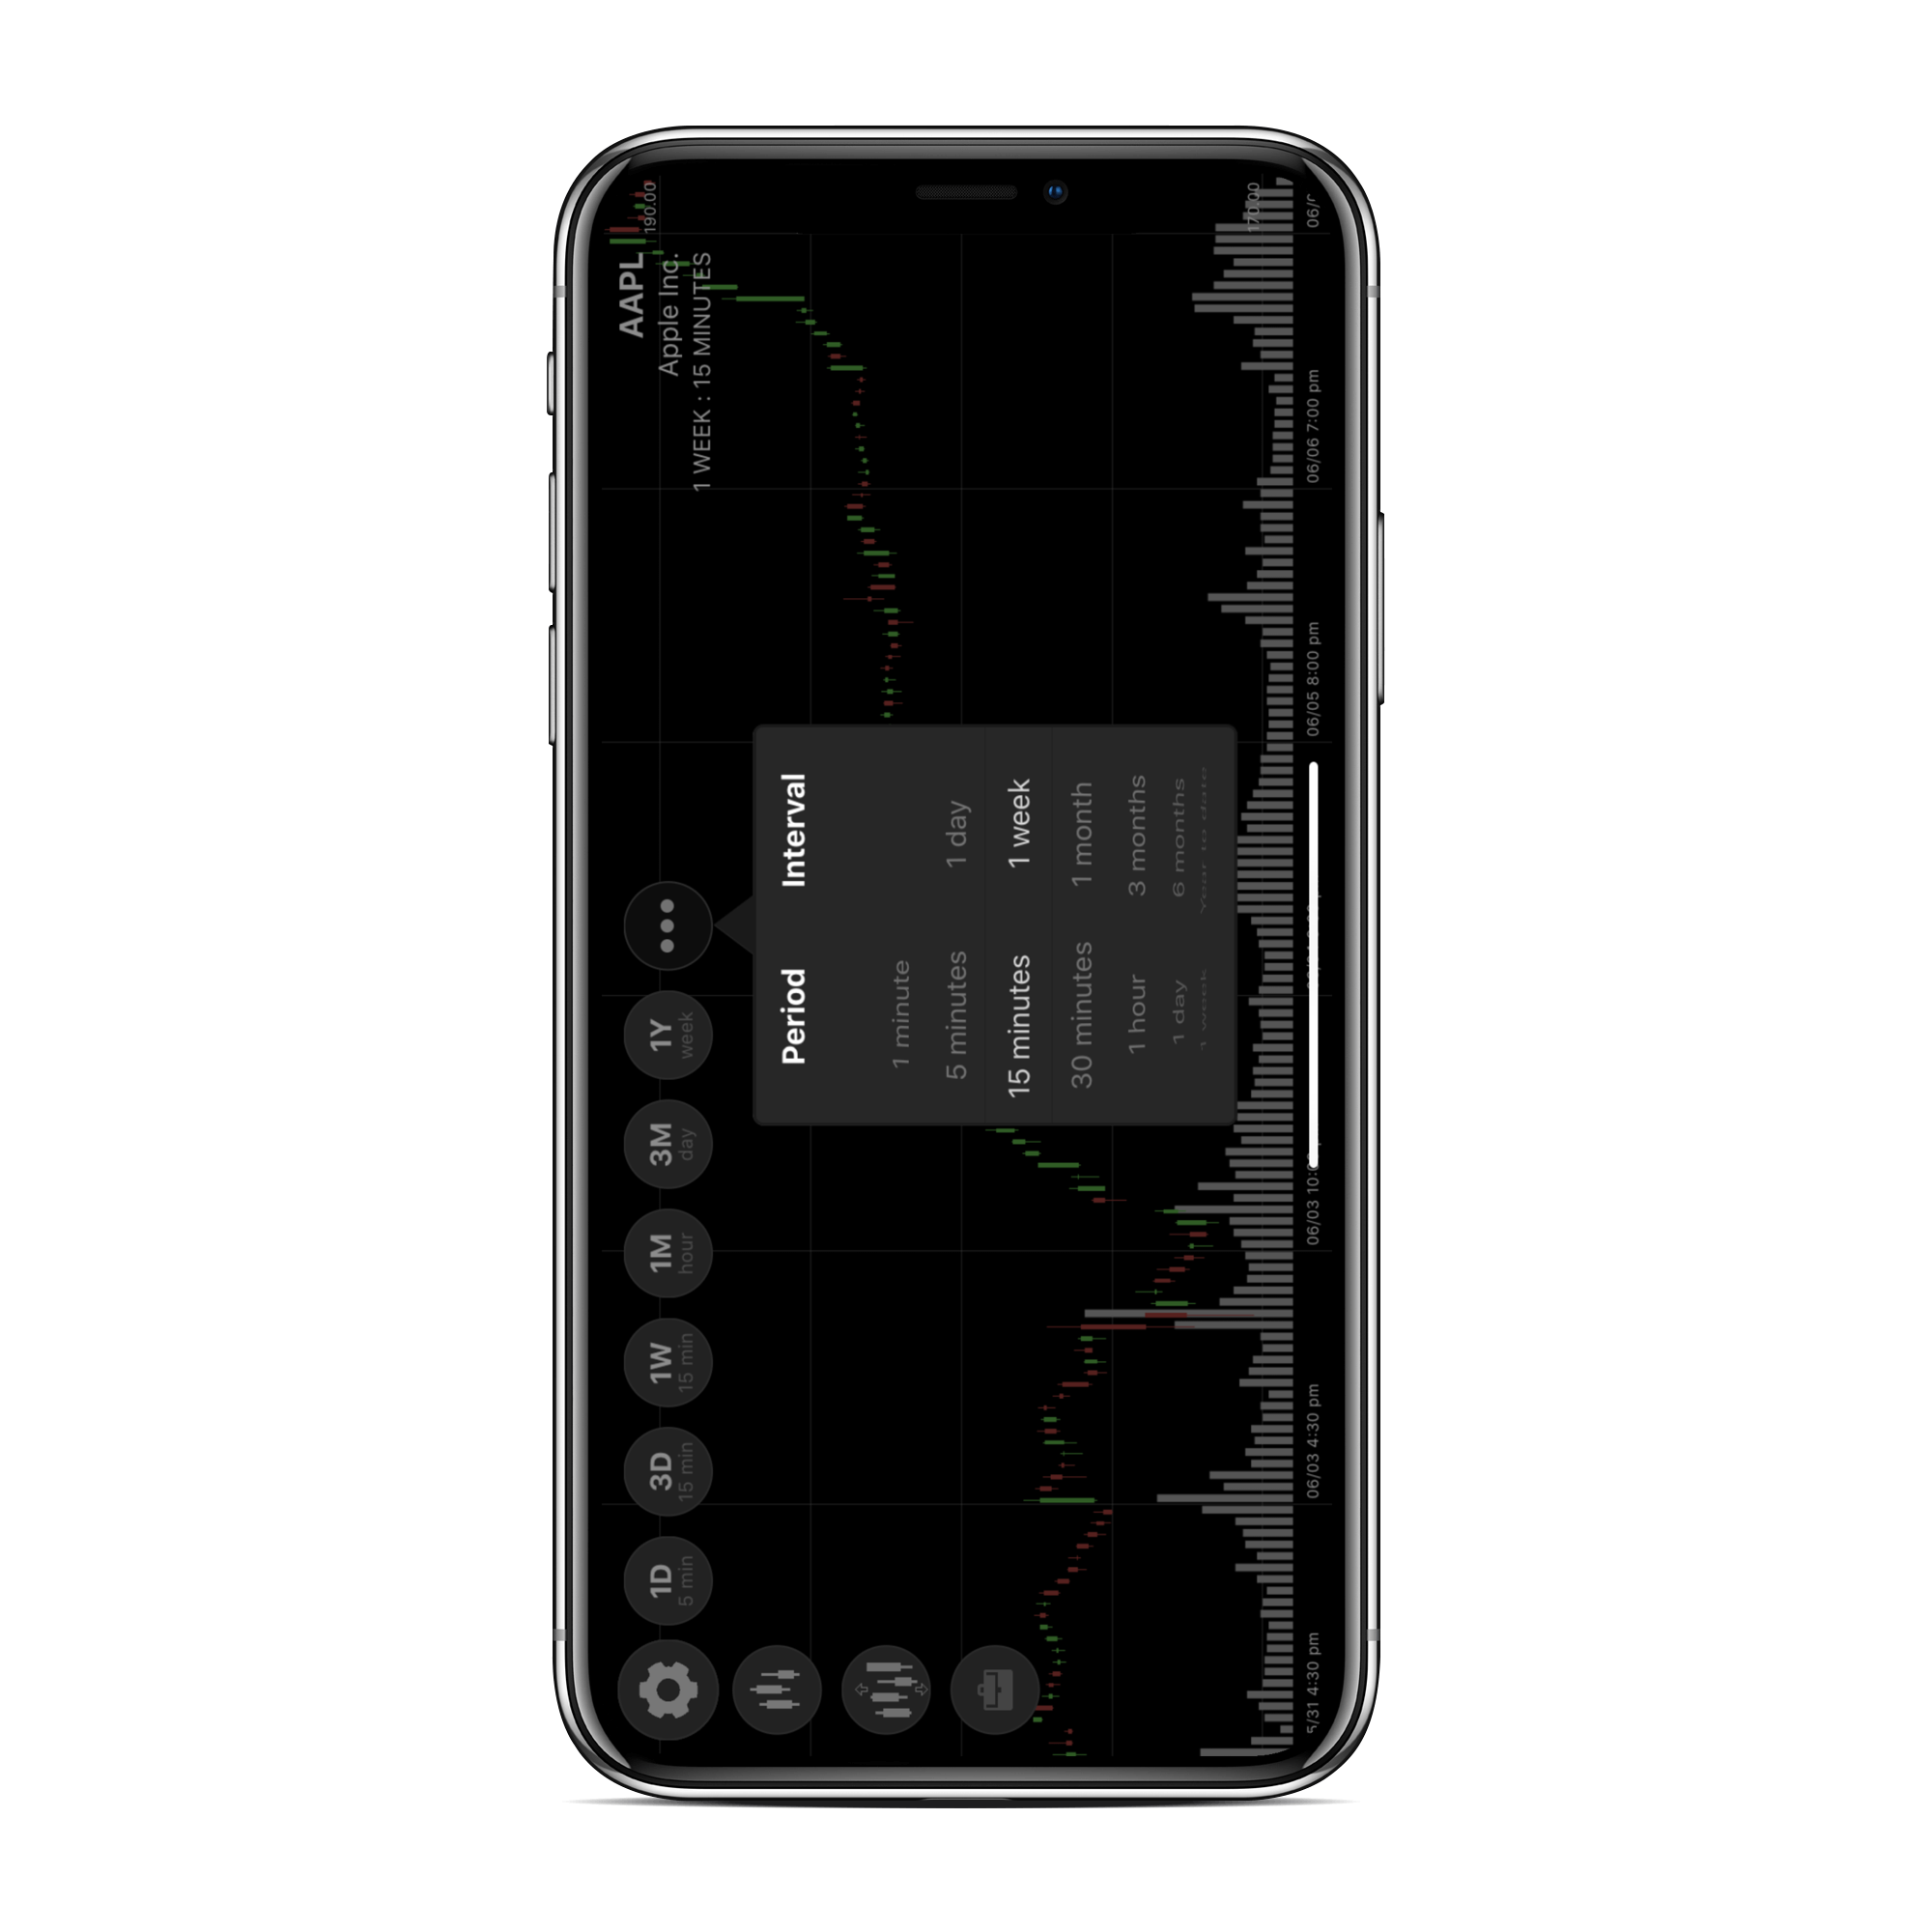 AAPL
Apple Inc.
1 WEEK : 15 MINUTES
1D
5 min
3D
15 min
1W
15 min
1M
hour
3M
day
1Y
week
Period Interval
1 minute
5 minutes 1 day
15 minutes 1 week
30 minutes 1 month
1 hour 3 months
1 day 6 months
1 week Year to date
190.00
170.00
5/31 4:30 pm
06/03 4:30 pm
06/03
06/05 8:00 pm
06/06 7:00 pm